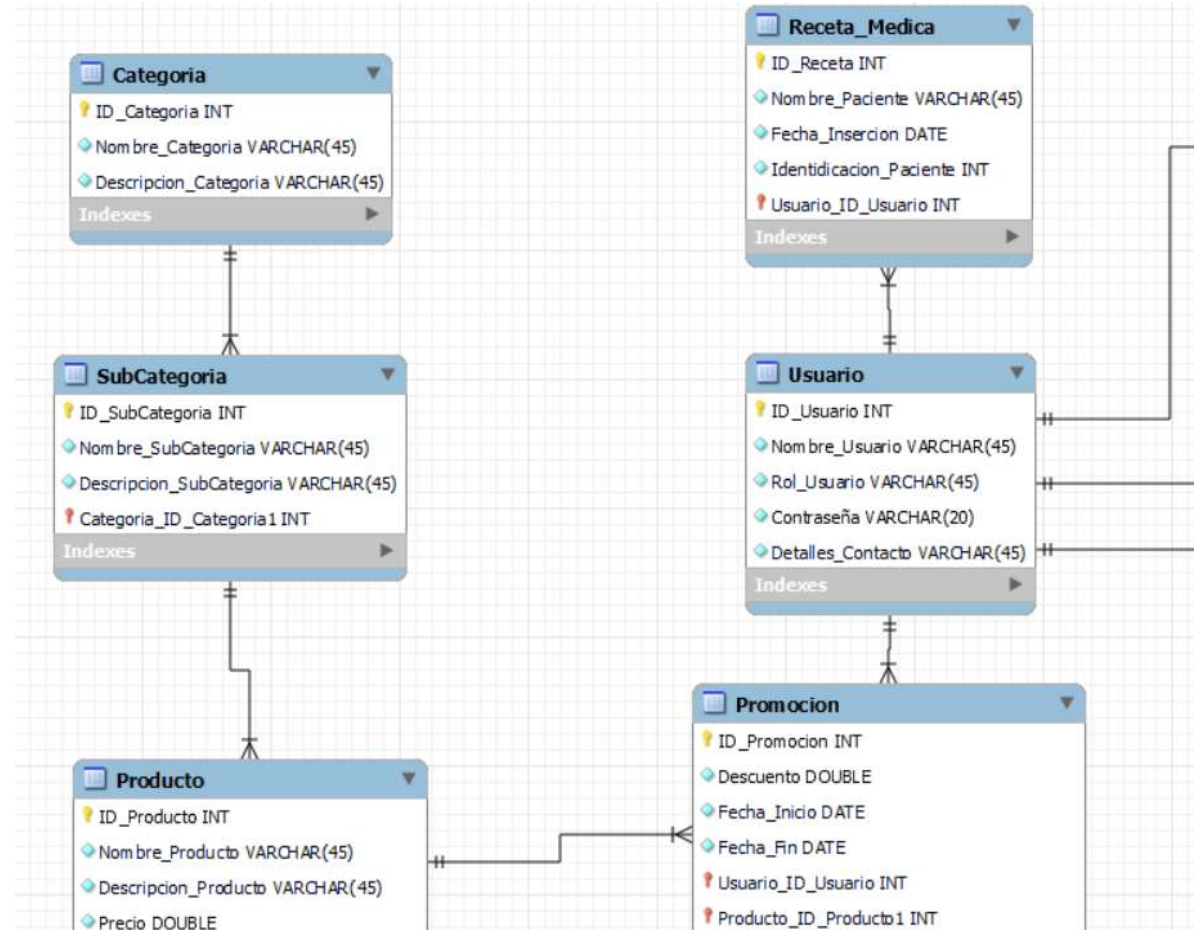 Categoria
ID_Categoria INT
Nombre_Categoria VARCHAR(45)
Descripcion_Categoria VARCHAR(45)
Indexes
SubCategoria
ID_SubCategoria INT
Nombre_SubCategoria VARCHAR(45)
Descripcion_SubCategoria VARCHAR(45)
Categoria_ID_Categoria1 INT
Indexes
Producto
ID_Producto INT
Nombre_Producto VARCHAR(45)
Descripcion_Producto VARCHAR(45)
Precio DOUBLE
Receta_Medica
ID_Receta INT
Nombre_Paciente VARCHAR(45)
Fecha_Insercion DATE
Identidicacion_Paciente INT
Usuario_ID_Usuario INT
Indexes
Usuario
ID_Usuario INT
Nombre_Usuario VARCHAR(45)
Rol_Usuario VARCHAR(45)
Contraseña VARCHAR(20)
Detalles_Contacto VARCHAR(45)
Indexes
Promocion
ID_Promocion INT
Descuento DOUBLE
Fecha_Inicio DATE
Fecha_Fin DATE
Usuario_ID_Usuario INT
Producto_ID_Producto1 INT